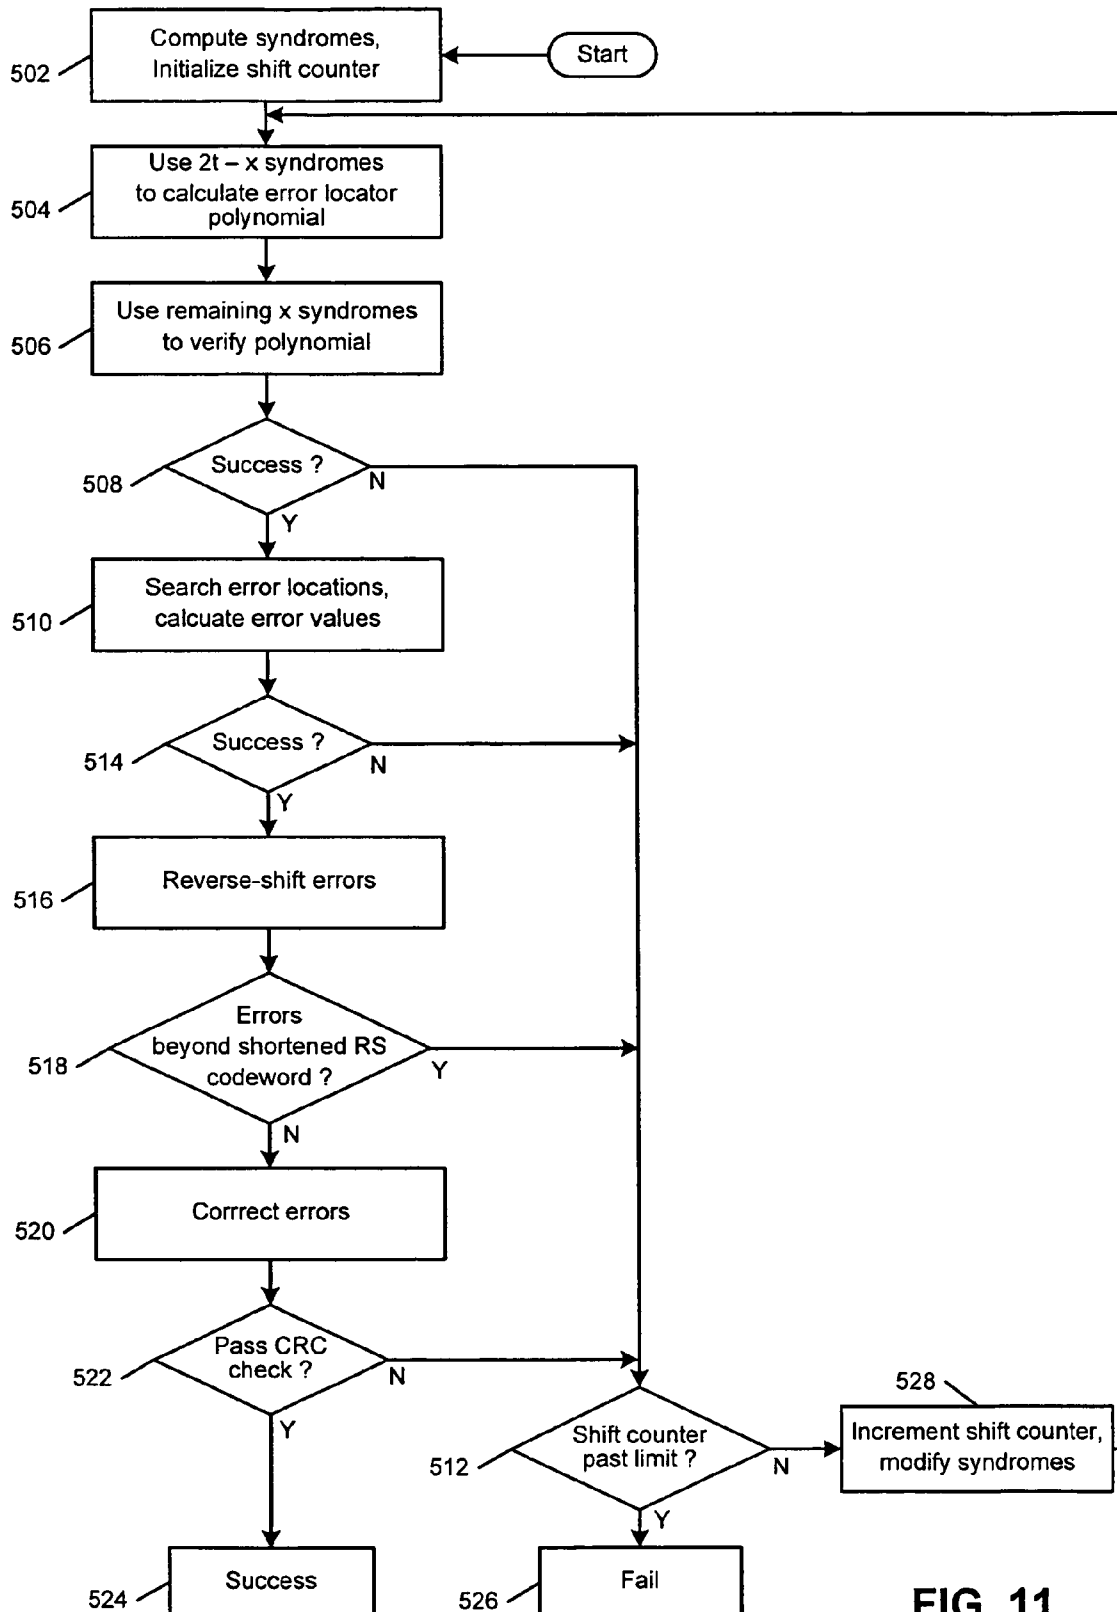 Compute syndromes,
Initialize shift counter
Start
502
Use 2t – x syndromes
to calculate error locator
polynomial
504
Use remaining x syndromes
to verify polynomial
506
Success ?
508
N
Y
Search error locations,
calcuate error values
510
Success ?
514
N
Y
Reverse-shift errors
516
Errors
beyond shortened RS
codeword ?
518
Y
N
Corrrect errors
520
Pass CRC
check ?
522
N
Y
528
Shift counter
past limit ?
512
N
Y
Increment shift counter,
modify syndromes
Success
524
Fail
526
FIG. 11